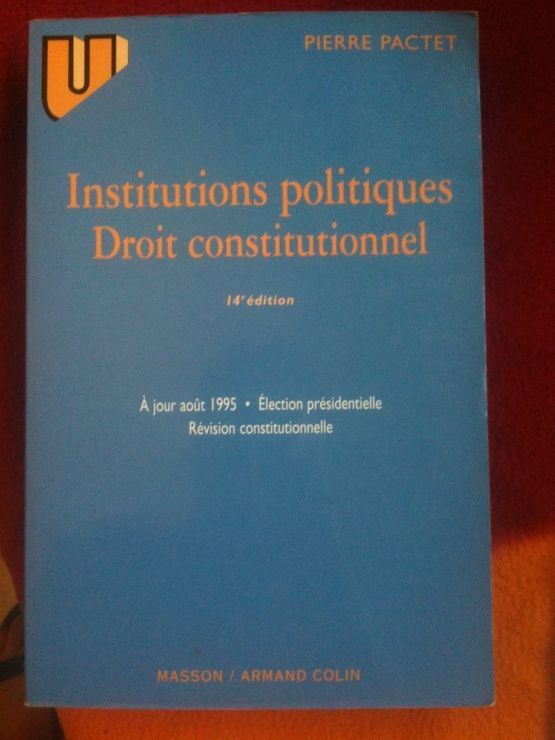 U
PIERRE PACTET
Institutions politiques
Droit constitutionnel
14e édition
À jour août 1995 • Élection présidentielle
Révision constitutionnelle
MASSON / ARMAND COLIN